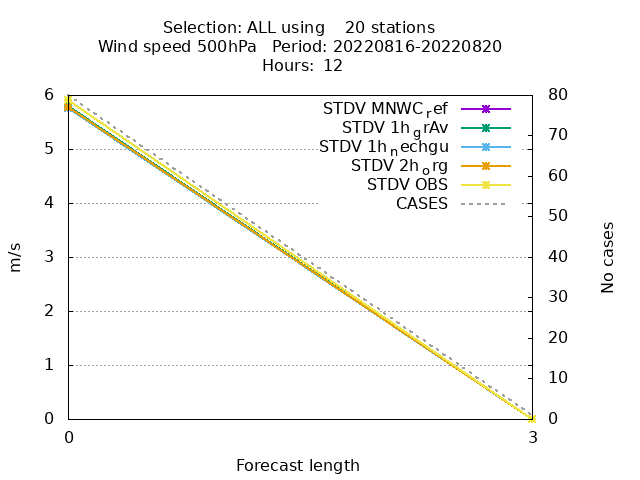 Selection: ALL using    20 stations
Wind speed 500hPa   Period: 20220816-20220820
Hours:  12
6 80
STDV MNWC_ref
STDV 1h_grAv
70
5 STDV 1h_nechgu
STDV 2h_org
60
STDV OBS
4 CASES
50
m/s
3 40
No cases
30
2
20
1
10
0 0
0 3
Forecast length